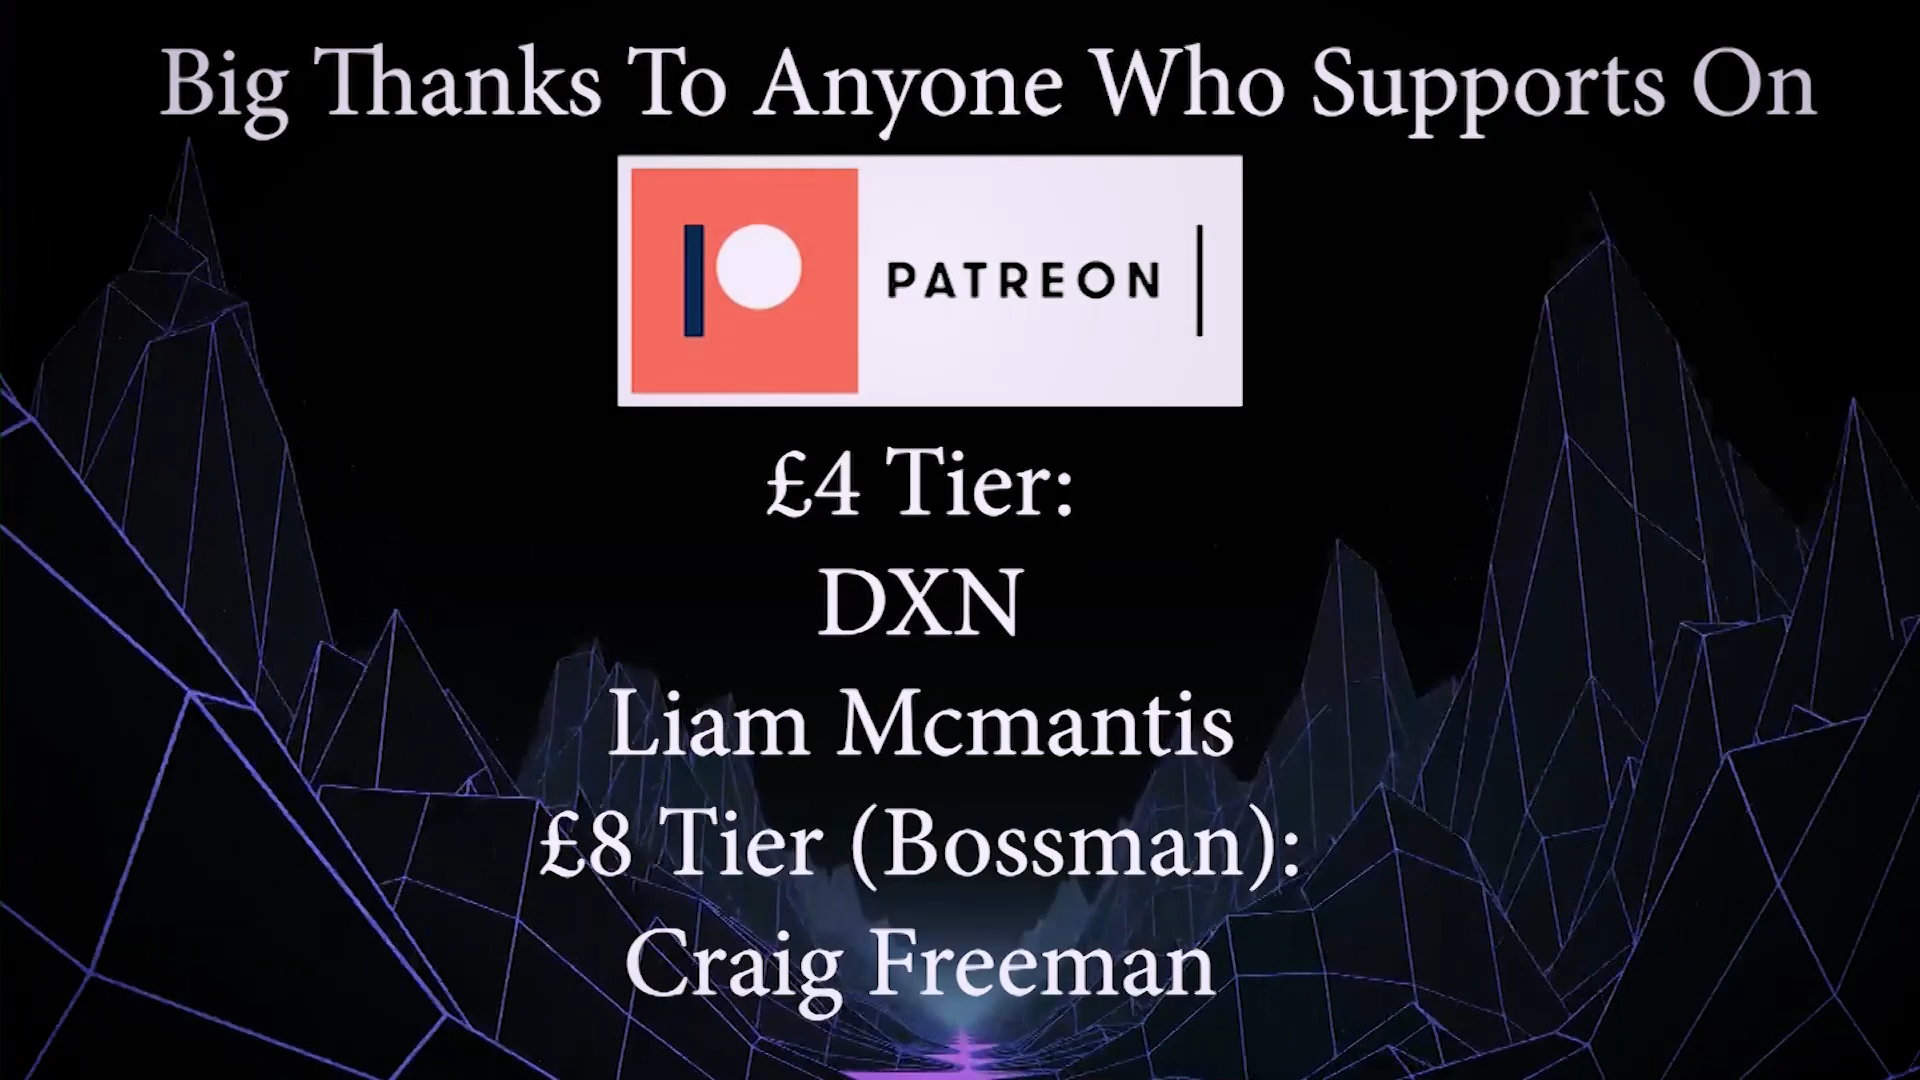 Big Thanks To Anyone Who Supports On
PATREON
£4 Tier:
DXN
Liam Mcmantis
£8 Tier (Bossman):
Craig Freeman